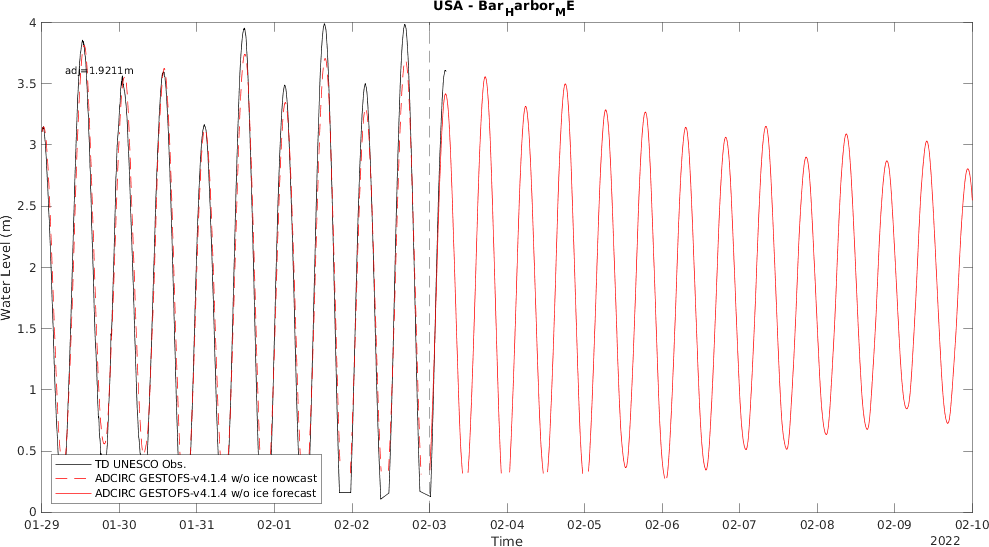 USA - Bar_Harbor_ME
4
3.5
3
2.5
2
1.5
1
0.5
0
Water Level (m)
adj=1.9211m
TD UNESCO Obs.
ADCIRC GESTOFS-v4.1.4 w/o ice nowcast
ADCIRC GESTOFS-v4.1.4 w/o ice forecast
01-29 01-30 01-31 02-01 02-02 02-03 02-04 02-05 02-06 02-07 02-08 02-09 02-10
Time
2022